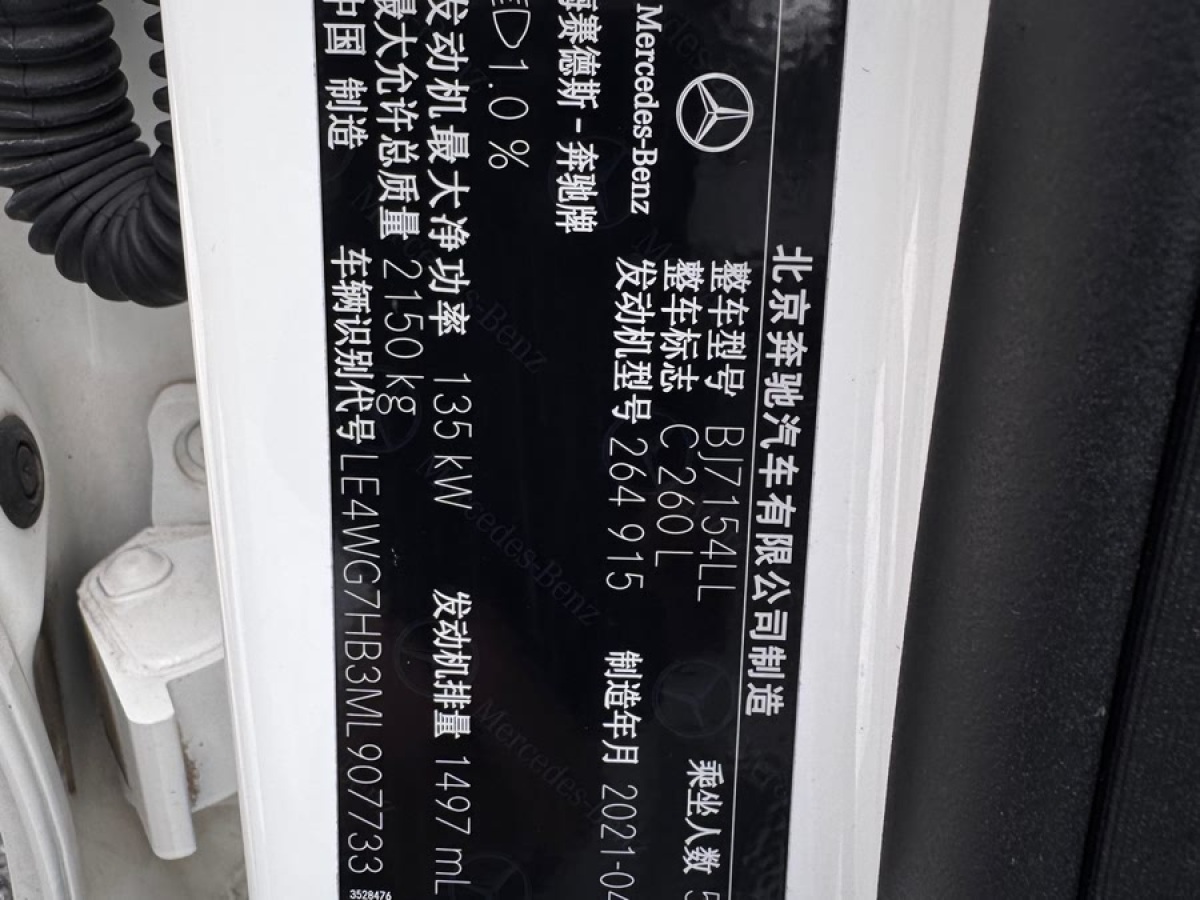 北京奔驰汽车有限公司制造
Mercedes-Benz
梅赛德斯-奔驰牌
整车型号 BJ7154LL
乘坐人数 5
整车标志 C 260 L
发动机型号 264 915
制造年月 2021-04
1.0 %
发动机最大净功率 135 kW
发动机排量 1497 mL
最大允许总质量 2150 kg
中国 制造
车辆识别代号 LE4WG7HB3ML907733
3528476